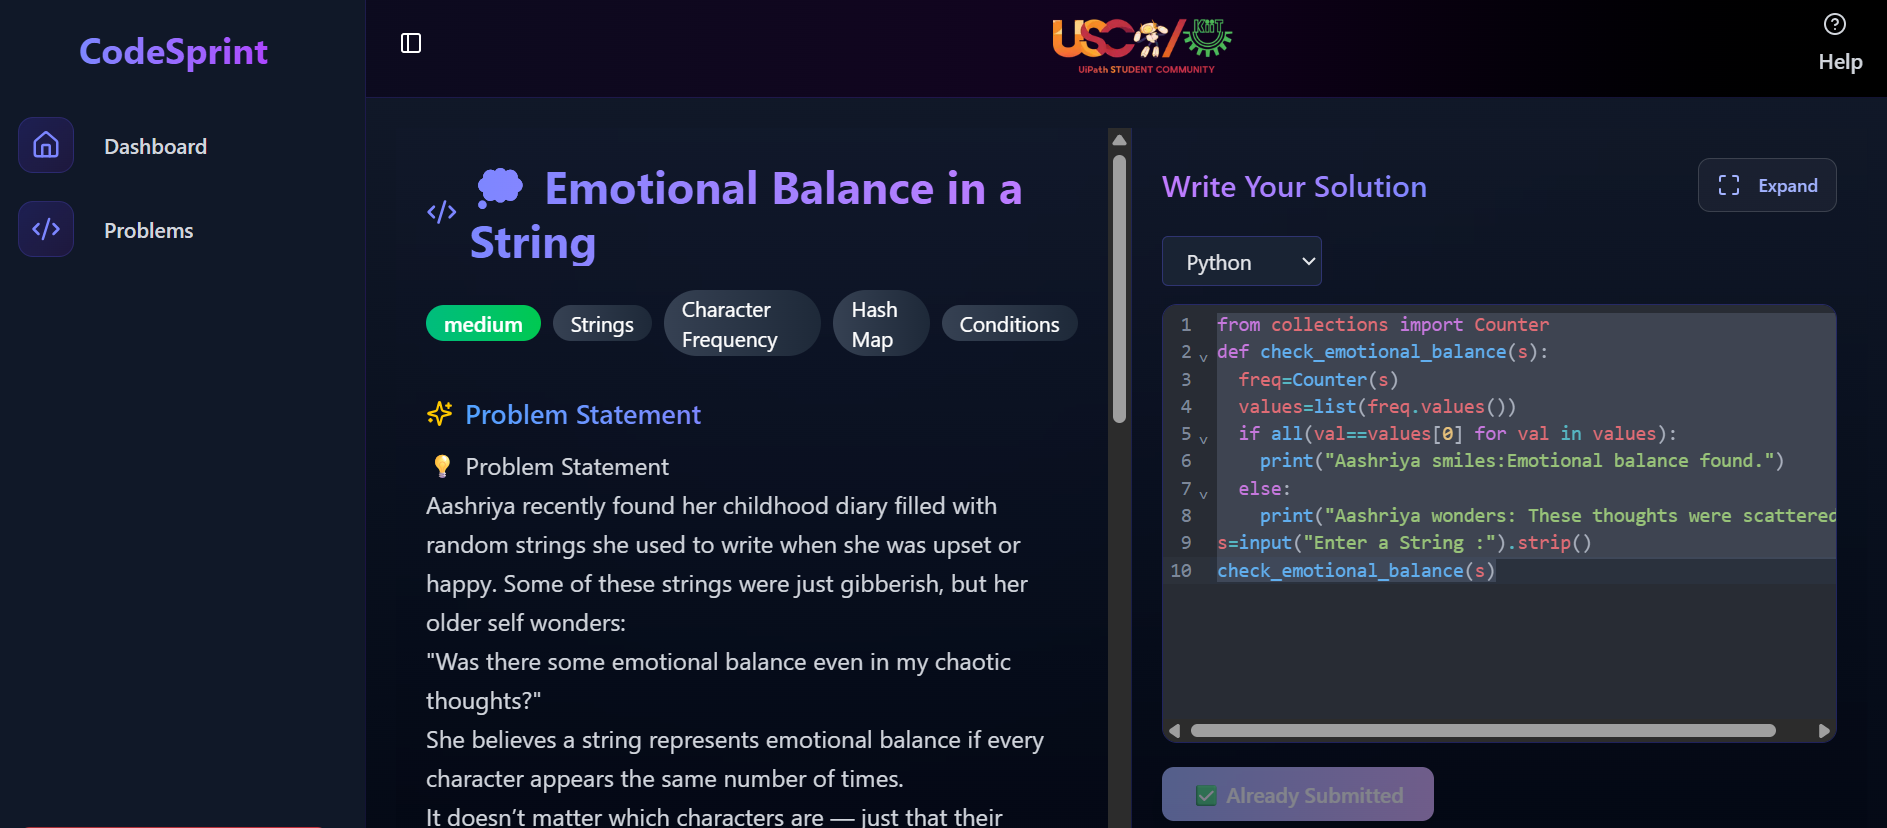 CodeSprint
Dashboard
Problems
USC/KIIT
UiPath STUDENT COMMUNITY
Help
</> Emotional Balance in a
String
medium
Strings
Character
Frequency
Hash
Map
Conditions
Problem Statement
Problem Statement
Aashriya recently found her childhood diary filled with
random strings she used to write when she was upset or
happy. Some of these strings were just gibberish, but her
older self wonders:
"Was there some emotional balance even in my chaotic
thoughts?"
She believes a string represents emotional balance if every
character appears the same number of times.
It doesn’t matter which characters are — just that their
Write Your Solution
Expand
Python
1 from collections import Counter
2 def check_emotional_balance(s):
3 freq=Counter(s)
4 values=list(freq.values())
5 if all(val==values[0] for val in values):
6 print("Aashriya smiles:Emotional balance found.")
7 else:
8 print("Aashriya wonders: These thoughts were scattered
9 s=input("Enter a String :").strip()
10 check_emotional_balance(s)
✅ Already Submitted